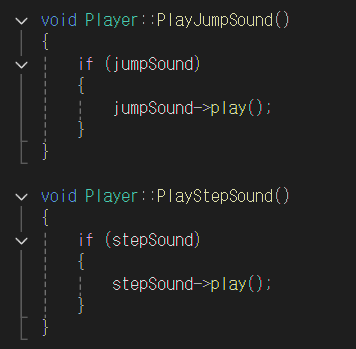 void Player::PlayJumpSound()
{
if (jumpSound)
{
jumpSound->play();
}
}
void Player::PlayStepSound()
{
if (stepSound)
{
stepSound->play();
}
}